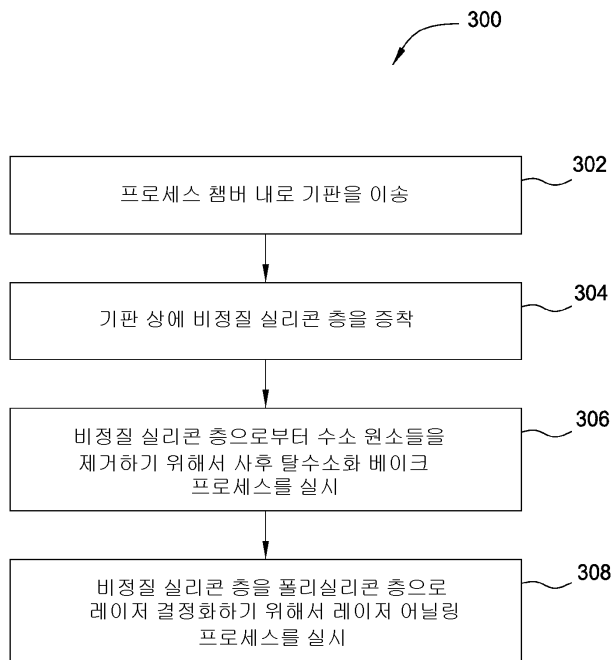 300
프로세스 챔버 내로 기판을 이송
302
기판 상에 비정질 실리콘 층을 증착
304
비정질 실리콘 층으로부터 수소 원소들을
제거하기 위해서 사후 탈수소화 베이크
프로세스를 실시
306
비정질 실리콘 층을 폴리실리콘 층으로
레이저 결정화하기 위해서 레이저 어닐링
프로세스를 실시
308